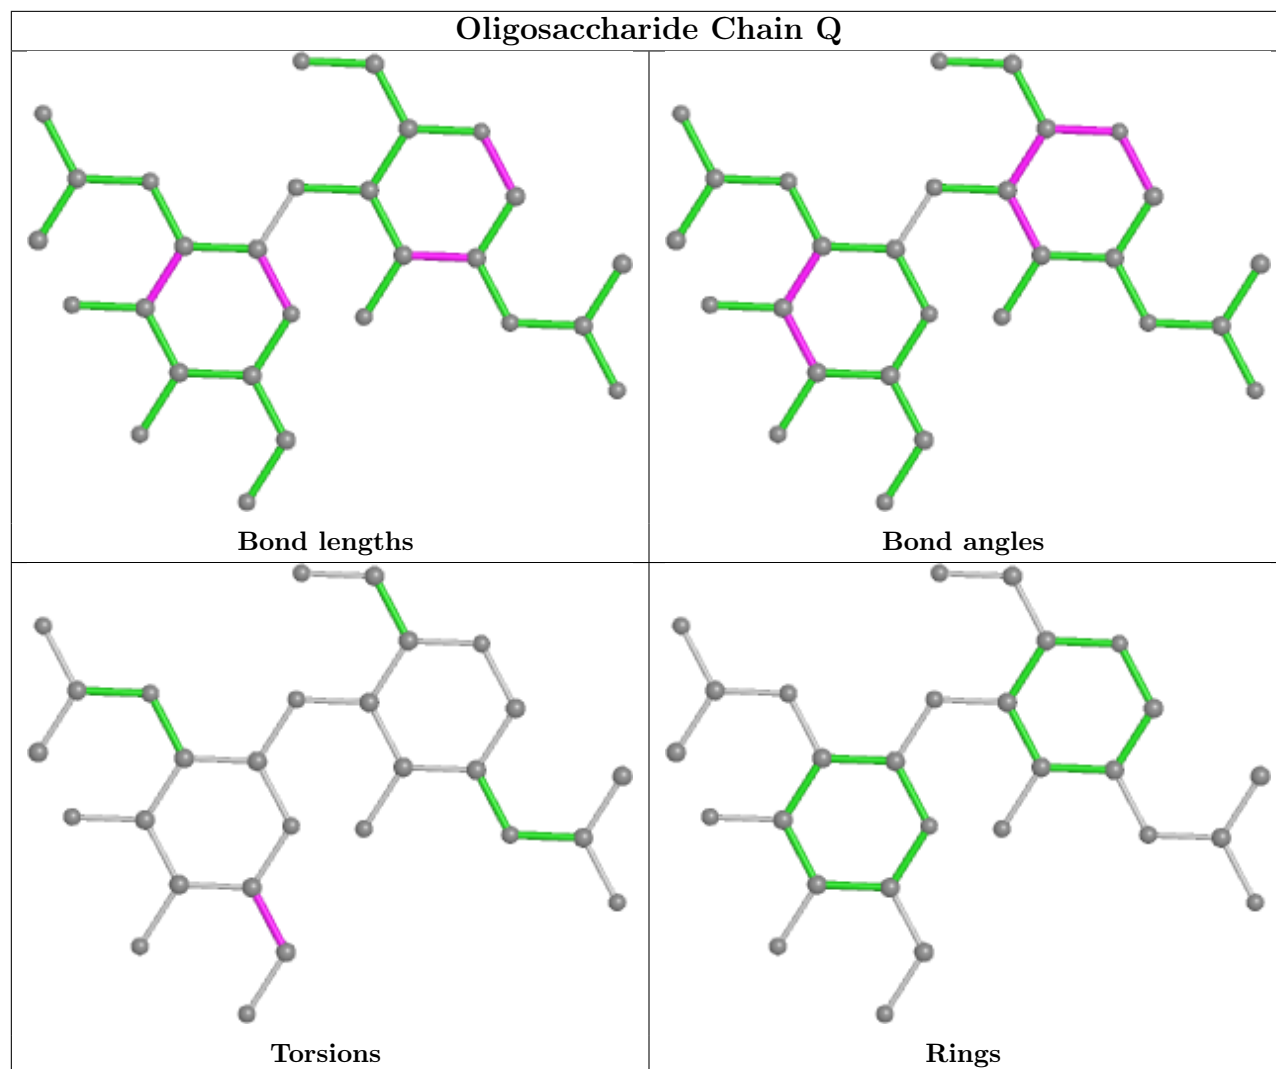 Oligosaccharide Chain Q
Bond lengths
Bond angles
Torsions
Rings